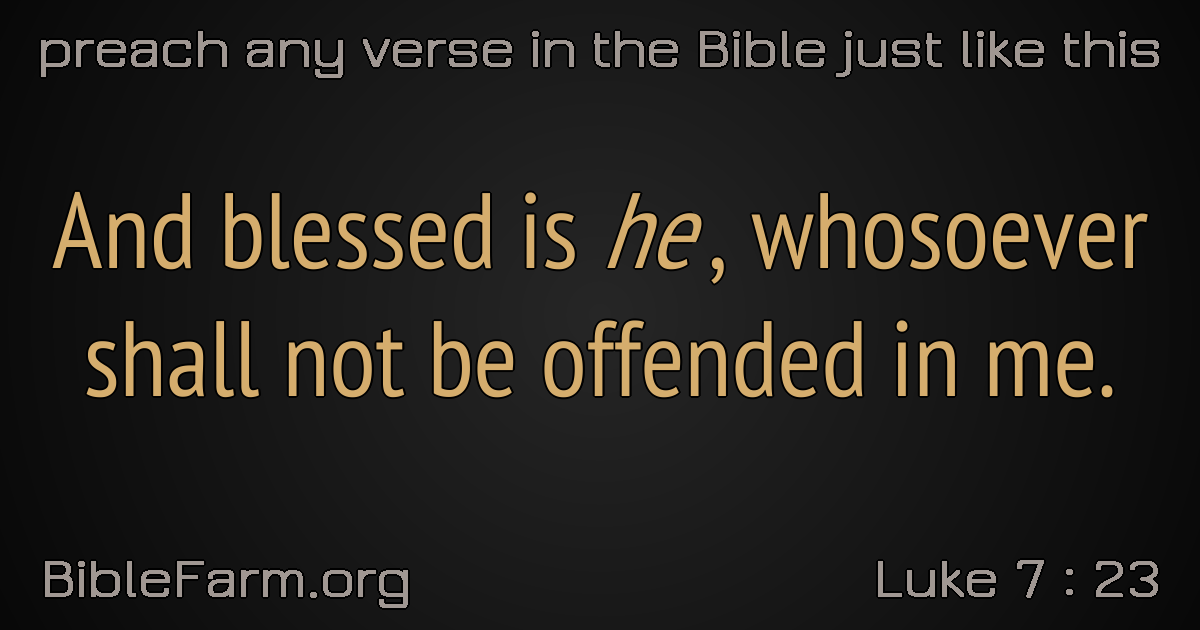 preach any verse in the Bible just like this
And blessed is he, whosoever
shall not be offended in me.
BibleFarm.org
Luke 7 : 23